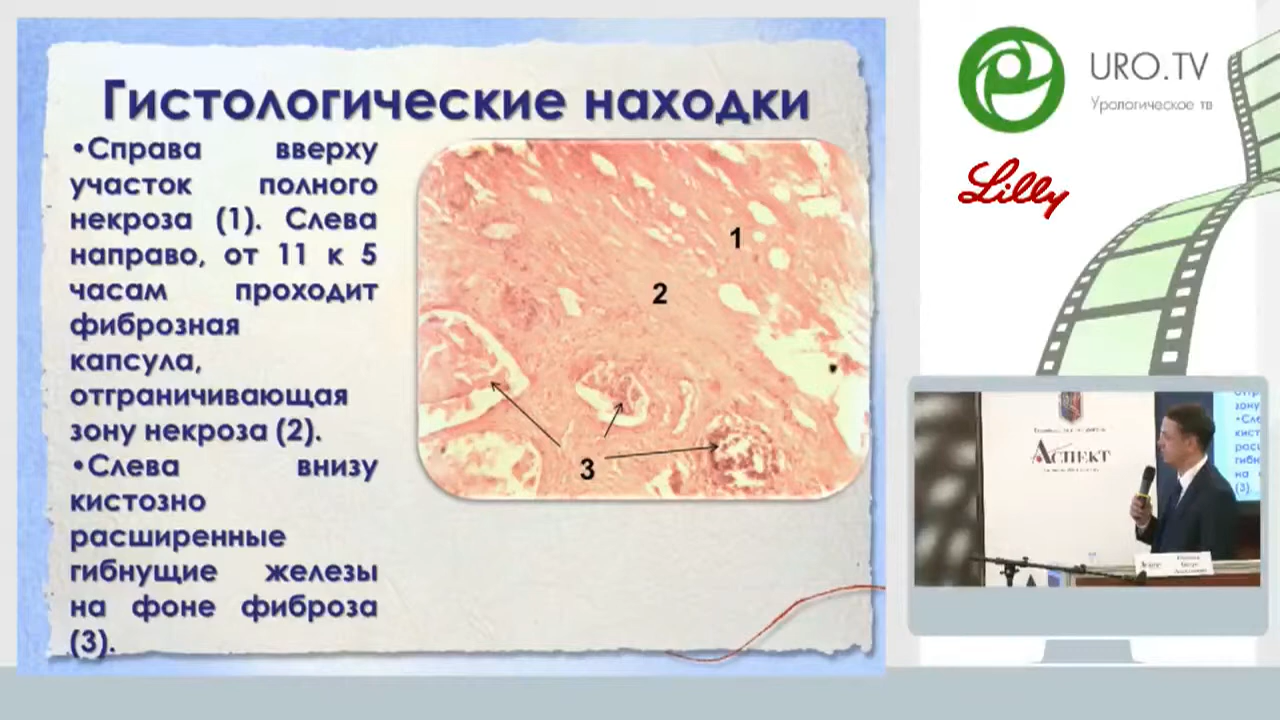 Гистологические находки
•Справа вверху
участок полного
некроза (1). Слева
направо, от 11 к 5
часам проходит
фиброзная
капсула,
отграничивающая
зону некроза (2).
•Слева внизу
кистозно
расширенные
гибнущие железы
на фоне фиброза
(3).
1
2
3
URO.TV
Урологическое тв
Lilly
АСПЕКТ